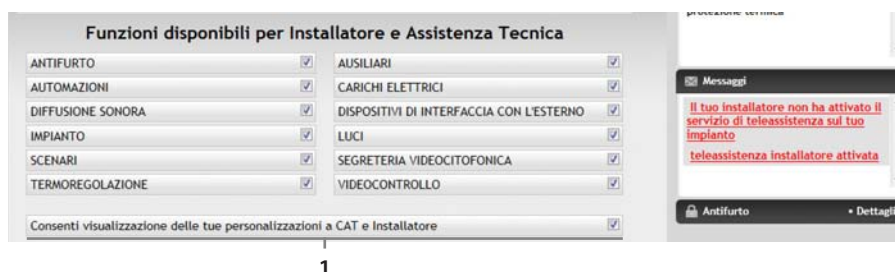 protezione termica
Funzioni disponibili per Installatore e Assistenza Tecnica
ANTIFURTO
AUSILIARI
AUTOMAZIONI
CARICHI ELETTRICI
DIFFUSIONE SONORA
DISPOSITIVI DI INTERFACCIA CON L'ESTERNO
IMPIANTO
LUCI
SCENARI
SEGRETERIA VIDEOCITOFONICA
TERMOREGOLAZIONE
VIDEOCONTROLLO
Consenti visualizzazione delle tue personalizzazioni a CAT e Installatore
Messaggi
Il tuo installatore non ha attivato il
servizio di teleassistenza sul tuo
impianto
teleassistenza installatore attivata
Antifurto • Dettagli
1